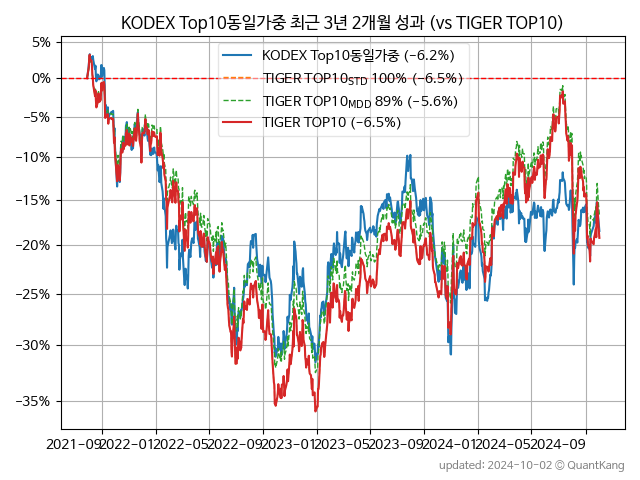 KODEX Top10동일가중 최근 3년 2개월 성과 (vs TIGER TOP10)
KODEX Top10동일가중 (−6.2%)
TIGER TOP10STD 100% (−6.5%)
TIGER TOP10MDD 89% (−5.6%)
TIGER TOP10 (−6.5%)
5%
0%
−5%
−10%
−15%
−20%
−25%
−30%
−35%
2021-09 2022-01 2022-05 2022-09 2023-01 2023-05 2023-09 2024-01 2024-05 2024-09
updated: 2024-10-02 © QuantKang